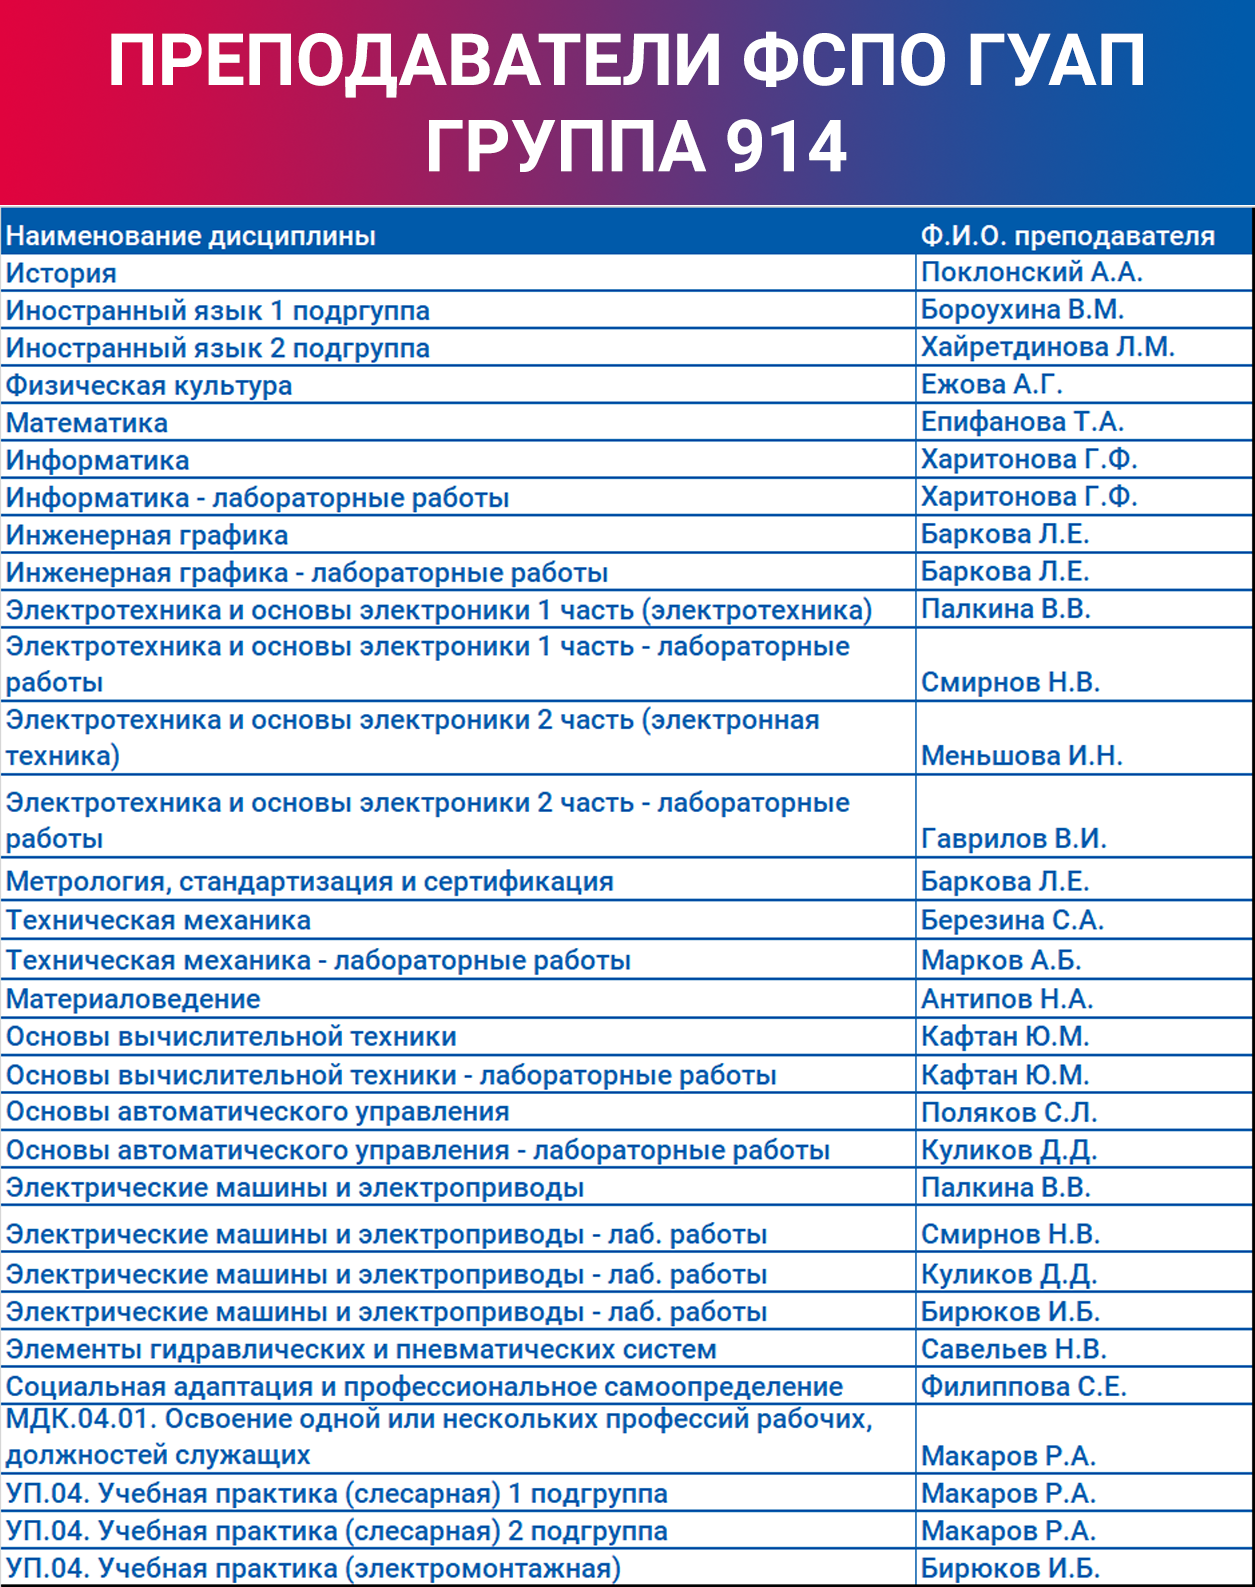 ПРЕПОДАВАТЕЛИ ФСПО ГУАП
ГРУППА 914
Наименование дисциплины Ф.И.О. преподавателя
История Поклонский А.А.
Иностранный язык 1 подргуппа Бороухина В.М.
Иностранный язык 2 подгруппа Хайретдинова Л.М.
Физическая культура Ежова А.Г.
Математика Епифанова Т.А.
Информатика Харитонова Г.Ф.
Информатика - лабораторные работы Харитонова Г.Ф.
Инженерная графика Баркова Л.Е.
Инженерная графика - лабораторные работы Баркова Л.Е.
Электротехника и основы электроники 1 часть (электротехника) Палкина В.В.
Электротехника и основы электроники 1 часть - лабораторные
работы Смирнов Н.В.
Электротехника и основы электроники 2 часть (электронная
техника) Меньшова И.Н.
Электротехника и основы электроники 2 часть - лабораторные
работы Гаврилов В.И.
Метрология, стандартизация и сертификация Баркова Л.Е.
Техническая механика Березина С.А.
Техническая механика - лабораторные работы Марков А.Б.
Материаловедение Антипов Н.А.
Основы вычислительной техники Кафтан Ю.М.
Основы вычислительной техники - лабораторные работы Кафтан Ю.М.
Основы автоматического управления Поляков С.Л.
Основы автоматического управления - лабораторные работы Куликов Д.Д.
Электрические машины и электроприводы Палкина В.В.
Электрические машины и электроприводы - лаб. работы Смирнов Н.В.
Электрические машины и электроприводы - лаб. работы Куликов Д.Д.
Электрические машины и электроприводы - лаб. работы Бирюков И.Б.
Элементы гидравлических и пневматических систем Савельев Н.В.
Социальная адаптация и профессиональное самоопределение Филиппова С.Е.
МДК.04.01. Освоение одной или нескольких профессий рабочих,
должностей служащих Макаров Р.А.
УП.04. Учебная практика (слесарная) 1 подгруппа Макаров Р.А.
УП.04. Учебная практика (слесарная) 2 подгруппа Макаров Р.А.
УП.04. Учебная практика (электромонтажная) Бирюков И.Б.